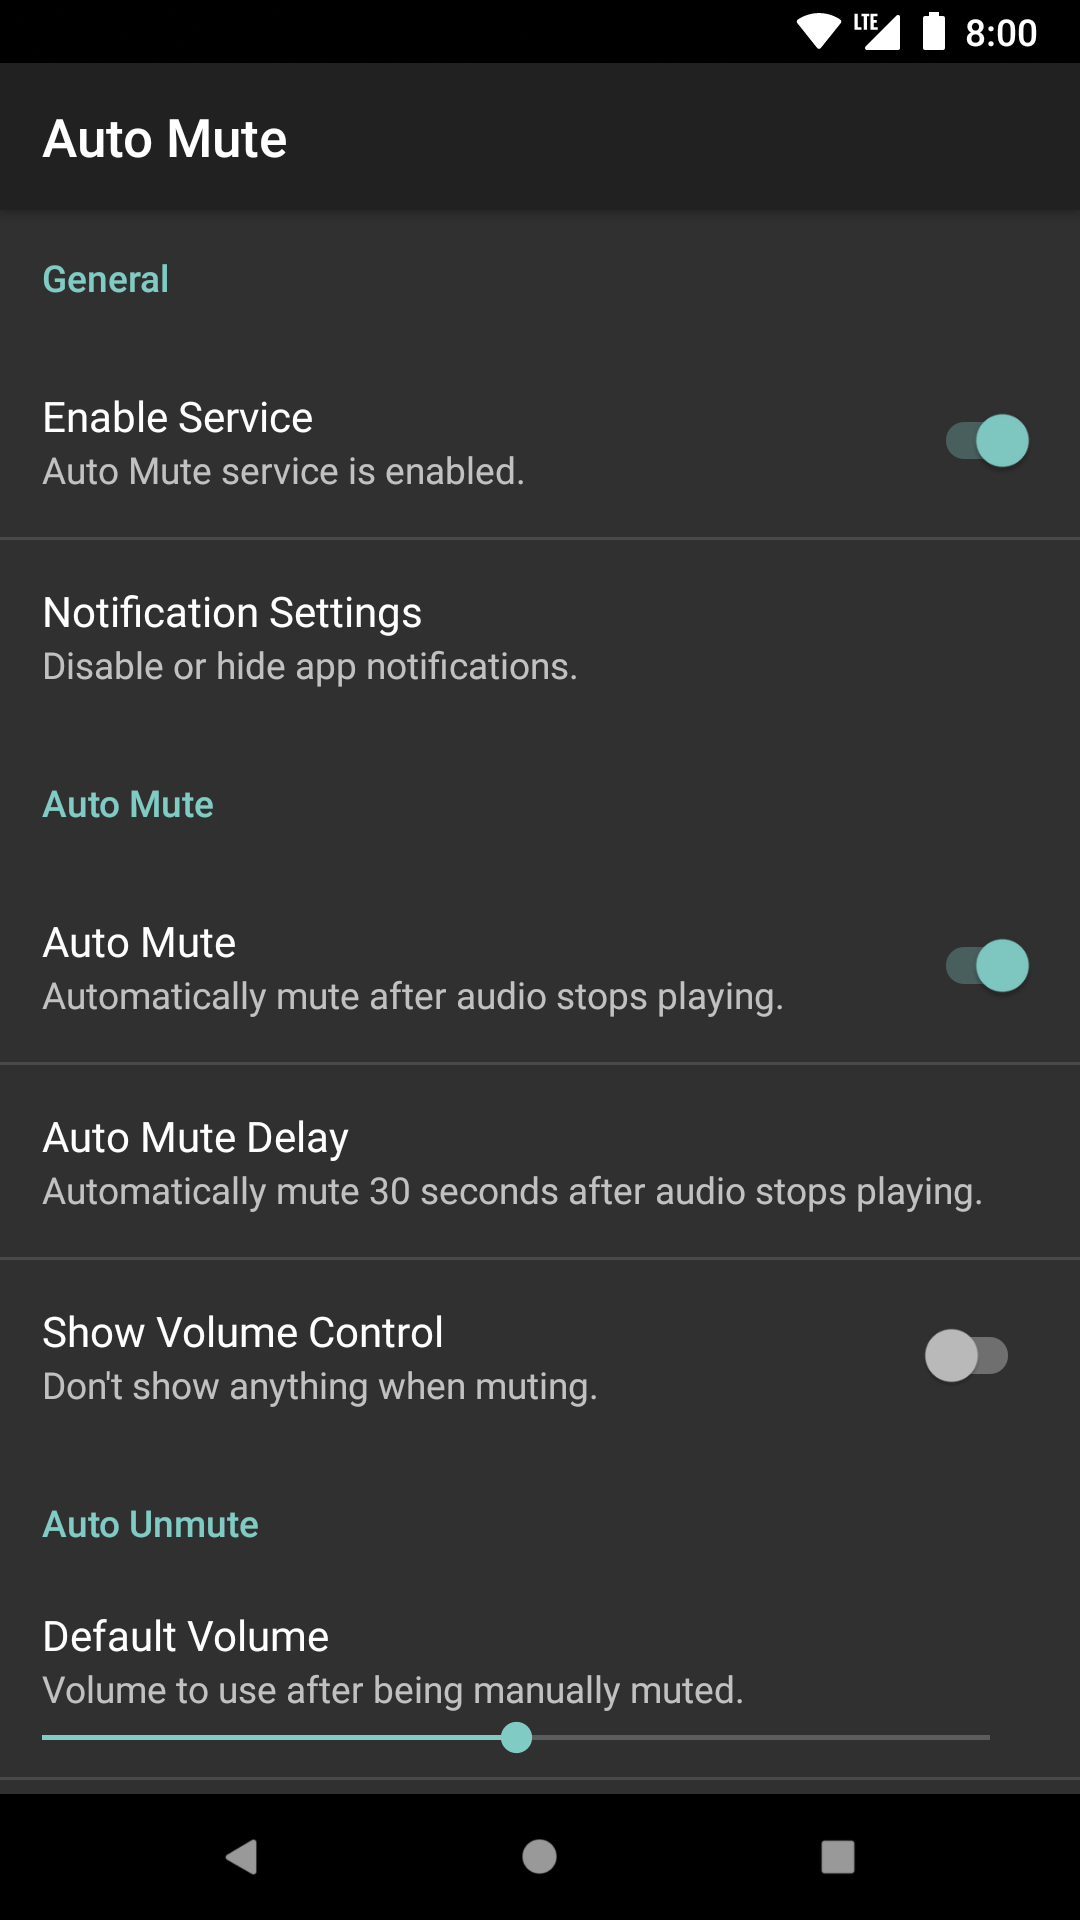 LTE 8:00
Auto Mute
General
Enable Service
Auto Mute service is enabled.
Notification Settings
Disable or hide app notifications.
Auto Mute
Auto Mute
Automatically mute after audio stops playing.
Auto Mute Delay
Automatically mute 30 seconds after audio stops playing.
Show Volume Control
Don't show anything when muting.
Auto Unmute
Default Volume
Volume to use after being manually muted.